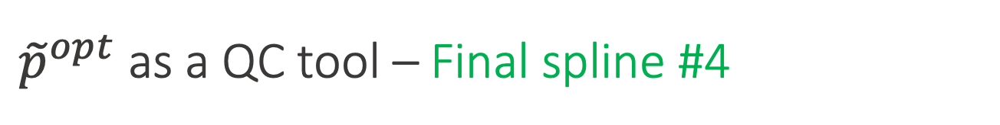 p̃ᵒᵖᵗ as a QC tool – Final spline #4